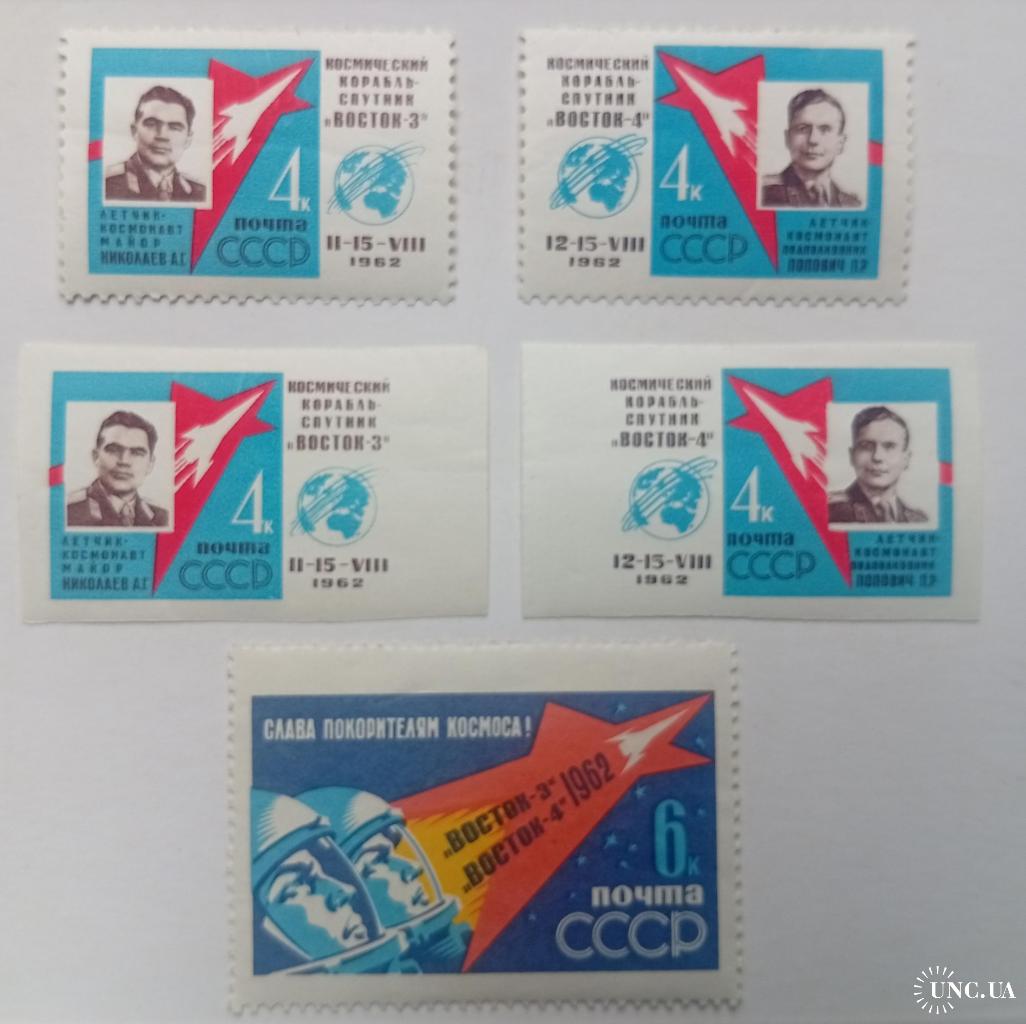 КОСМИЧЕСКИЙ
КОРАБЛЬ-
СПУТНИК
„ВОСТОК-3"
4к
почта
СССР
ЛЕТЧИК-
КОСМОНАВТ
МАЙОР
НИКОЛАЕВ А.Г.
11-15-VIII
1962
КОСМИЧЕСКИЙ
КОРАБЛЬ-
СПУТНИК
„ВОСТОК-4"
4к
почта
СССР
12-15-VIII
1962
ЛЕТЧИК-
КОСМОНАВТ
ПОДПОЛКОВНИК
ПОПОВИЧ П.Р.
КОСМИЧЕСКИЙ
КОРАБЛЬ-
СПУТНИК
„ВОСТОК-3"
4к
почта
СССР
ЛЕТЧИК-
КОСМОНАВТ
МАЙОР
НИКОЛАЕВ А.Г.
11-15-VIII
1962
КОСМИЧЕСКИЙ
КОРАБЛЬ-
СПУТНИК
„ВОСТОК-4"
4к
почта
СССР
12-15-VIII
1962
ЛЕТЧИК-
КОСМОНАВТ
ПОДПОЛКОВНИК
ПОПОВИЧ П.Р.
СЛАВА ПОКОРИТЕЛЯМ КОСМОСА!
„ВОСТОК-3"
„ВОСТОК-4"
1962
6к
почта
СССР
UNC.UA